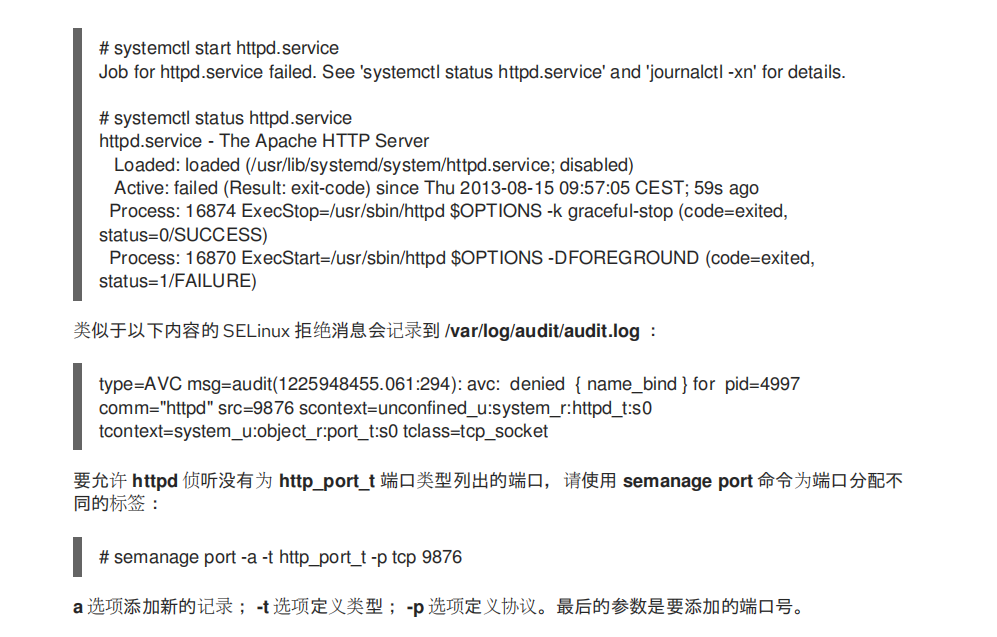 # systemctl start httpd.service
Job for httpd.service failed. See 'systemctl status httpd.service' and 'journalctl -xn' for details.
# systemctl status httpd.service
httpd.service - The Apache HTTP Server
Loaded: loaded (/usr/lib/systemd/system/httpd.service; disabled)
Active: failed (Result: exit-code) since Thu 2013-08-15 09:57:05 CEST; 59s ago
Process: 16874 ExecStop=/usr/sbin/httpd $OPTIONS -k graceful-stop (code=exited,
status=0/SUCCESS)
Process: 16870 ExecStart=/usr/sbin/httpd $OPTIONS -DFOREGROUND (code=exited,
status=1/FAILURE)
类似于以下内容的 SELinux 拒绝消息会记录到 /var/log/audit/audit.log ：
type=AVC msg=audit(1225948455.061:294): avc:  denied  { name_bind } for  pid=4997
comm="httpd" src=9876 scontext=unconfined_u:system_r:httpd_t:s0
tcontext=system_u:object_r:port_t:s0 tclass=tcp_socket
要允许 httpd 侦听没有为 http_port_t 端口类型列出的端口，请使用 semanage port 命令为端口分配不
同的标签：
# semanage port -a -t http_port_t -p tcp 9876
a 选项添加新的记录；-t 选项定义类型；-p 选项定义协议。最后的参数是要添加的端口号。